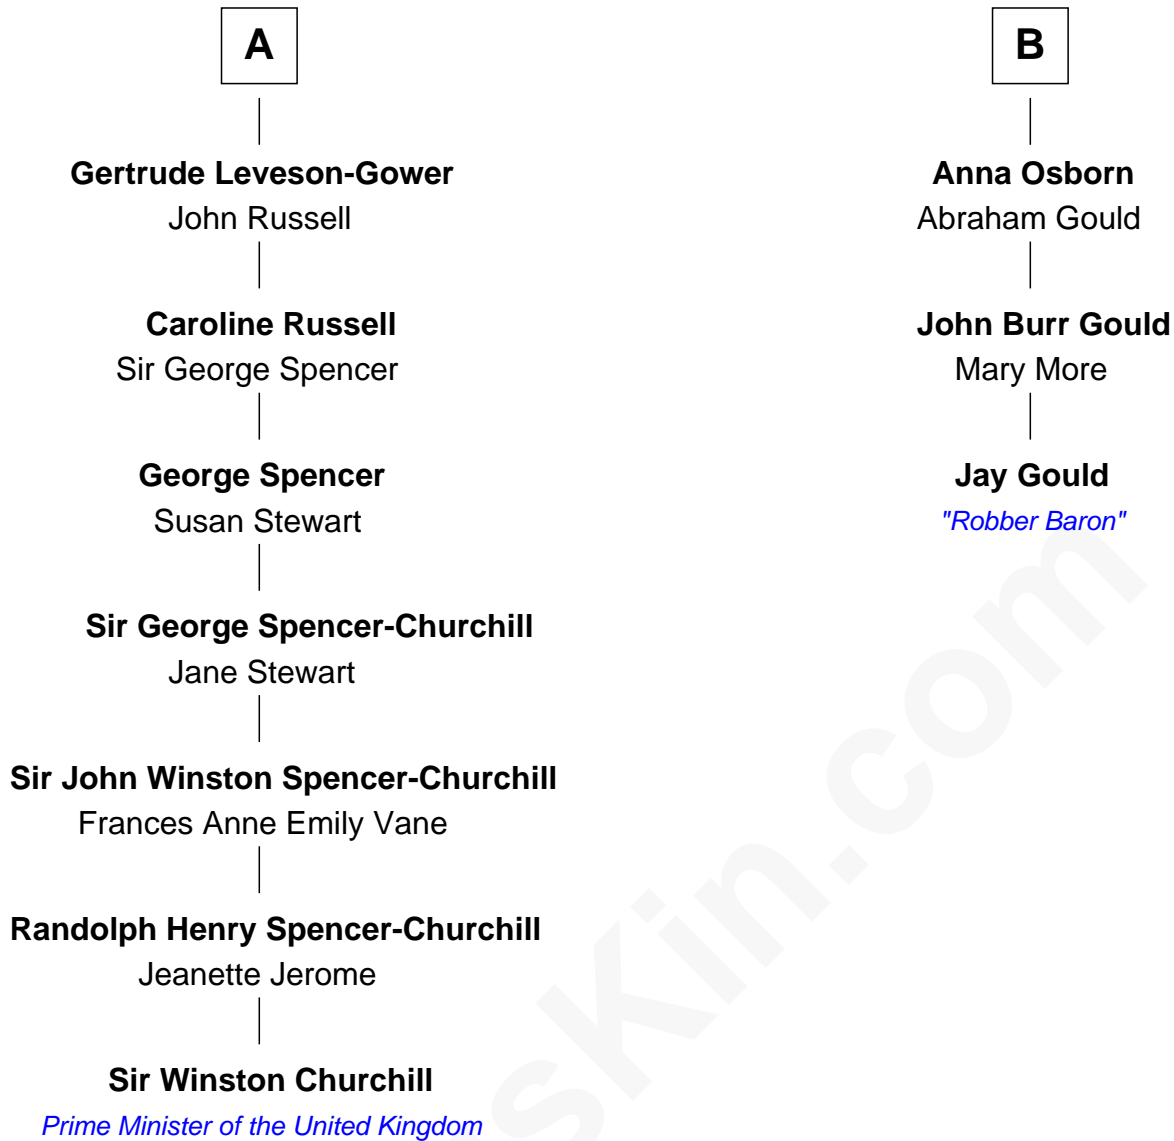 A
Gertrude Leveson-Gower
John Russell
Caroline Russell
Sir George Spencer
George Spencer
Susan Stewart
Sir George Spencer-Churchill
Jane Stewart
Sir John Winston Spencer-Churchill
Frances Anne Emily Vane
Randolph Henry Spencer-Churchill
Jeanette Jerome
Sir Winston Churchill
Prime Minister of the United Kingdom
B
Anna Osborn
Abraham Gould
John Burr Gould
Mary More
Jay Gould
"Robber Baron"
sKin.com